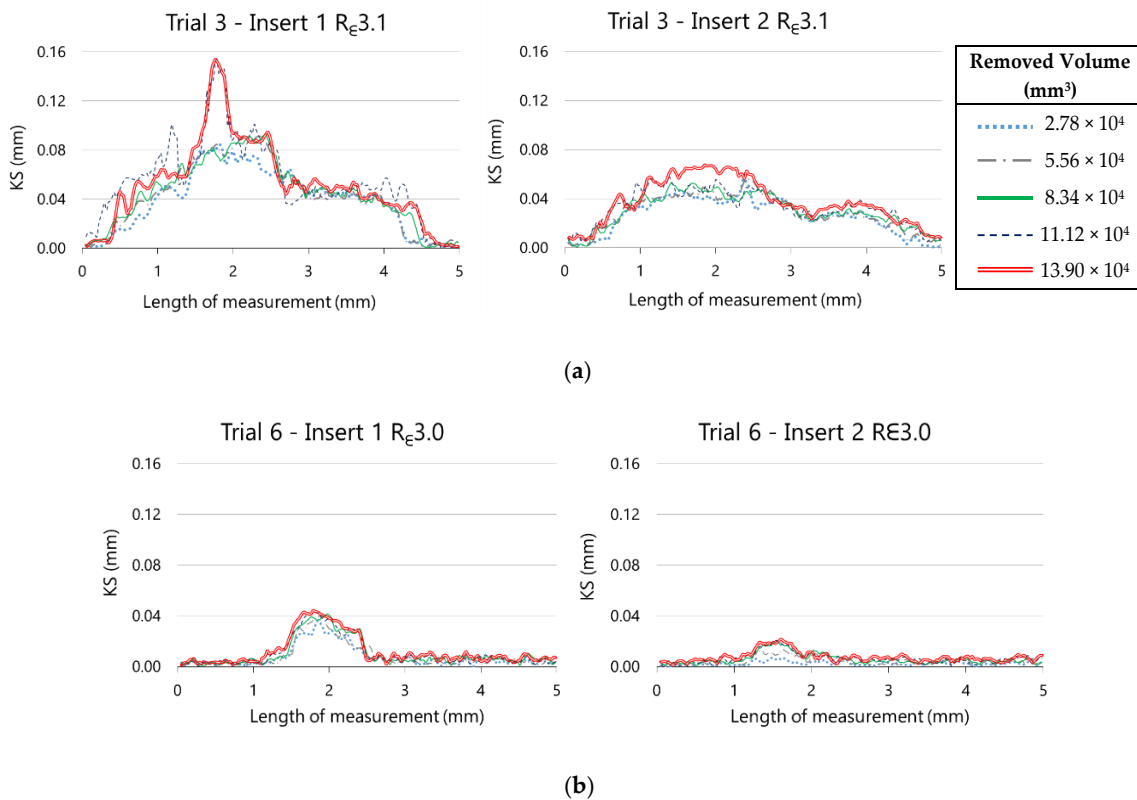 Trial 3 - Insert 1 RƐ3.1
Trial 3 - Insert 2 RƐ3.1
0.16
0.12
0.08
0.04
0.00
KS (mm)
0 1 2 3 4 5
Length of measurement (mm)
0.16
0.12
0.08
0.04
0.00
KS (mm)
0 1 2 3 4 5
Length of measurement (mm)
Removed Volume
(mm³)
2.78 × 10⁴
5.56 × 10⁴
8.34 × 10⁴
11.12 × 10⁴
13.90 × 10⁴
(a)
Trial 6 - Insert 1 RƐ3.0
Trial 6 - Insert 2 RƐ3.0
0.16
0.12
0.08
0.04
0.00
KS (mm)
0 1 2 3 4 5
Length of measurement (mm)
0.16
0.12
0.08
0.04
0.00
KS (mm)
0 1 2 3 4 5
Length of measurement (mm)
(b)